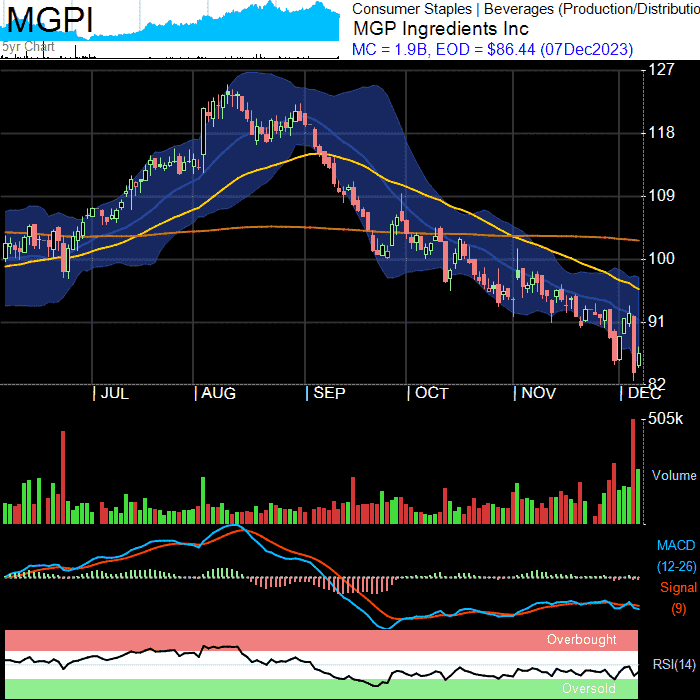 MGPI
5yr Chart
Consumer Staples | Beverages (Production/Distributio
MGP Ingredients Inc
MC = 1.9B, EOD = $86.44 (07Dec2023)
127
118
109
100
91
82
| JUL | AUG | SEP | OCT | NOV | DEC
505k
Volume
MACD
(12-26)
Signal
(9)
Overbought
RSI(14)
Oversold